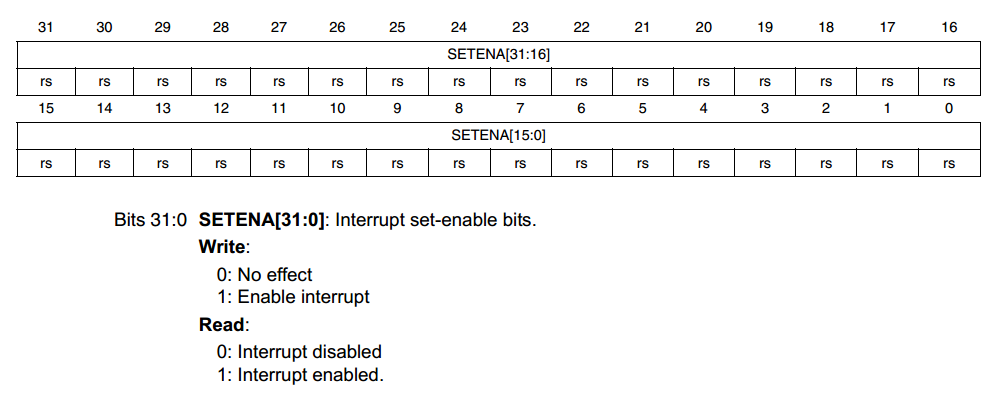 31 30 29 28 27 26 25 24 23 22 21 20 19 18 17 16
SETENA[31:16]
rs rs rs rs rs rs rs rs rs rs rs rs rs rs rs rs
15 14 13 12 11 10 9 8 7 6 5 4 3 2 1 0
SETENA[15:0]
rs rs rs rs rs rs rs rs rs rs rs rs rs rs rs rs
Bits 31:0 SETENA[31:0]: Interrupt set-enable bits.
Write:
0: No effect
1: Enable interrupt
Read:
0: Interrupt disabled
1: Interrupt enabled.